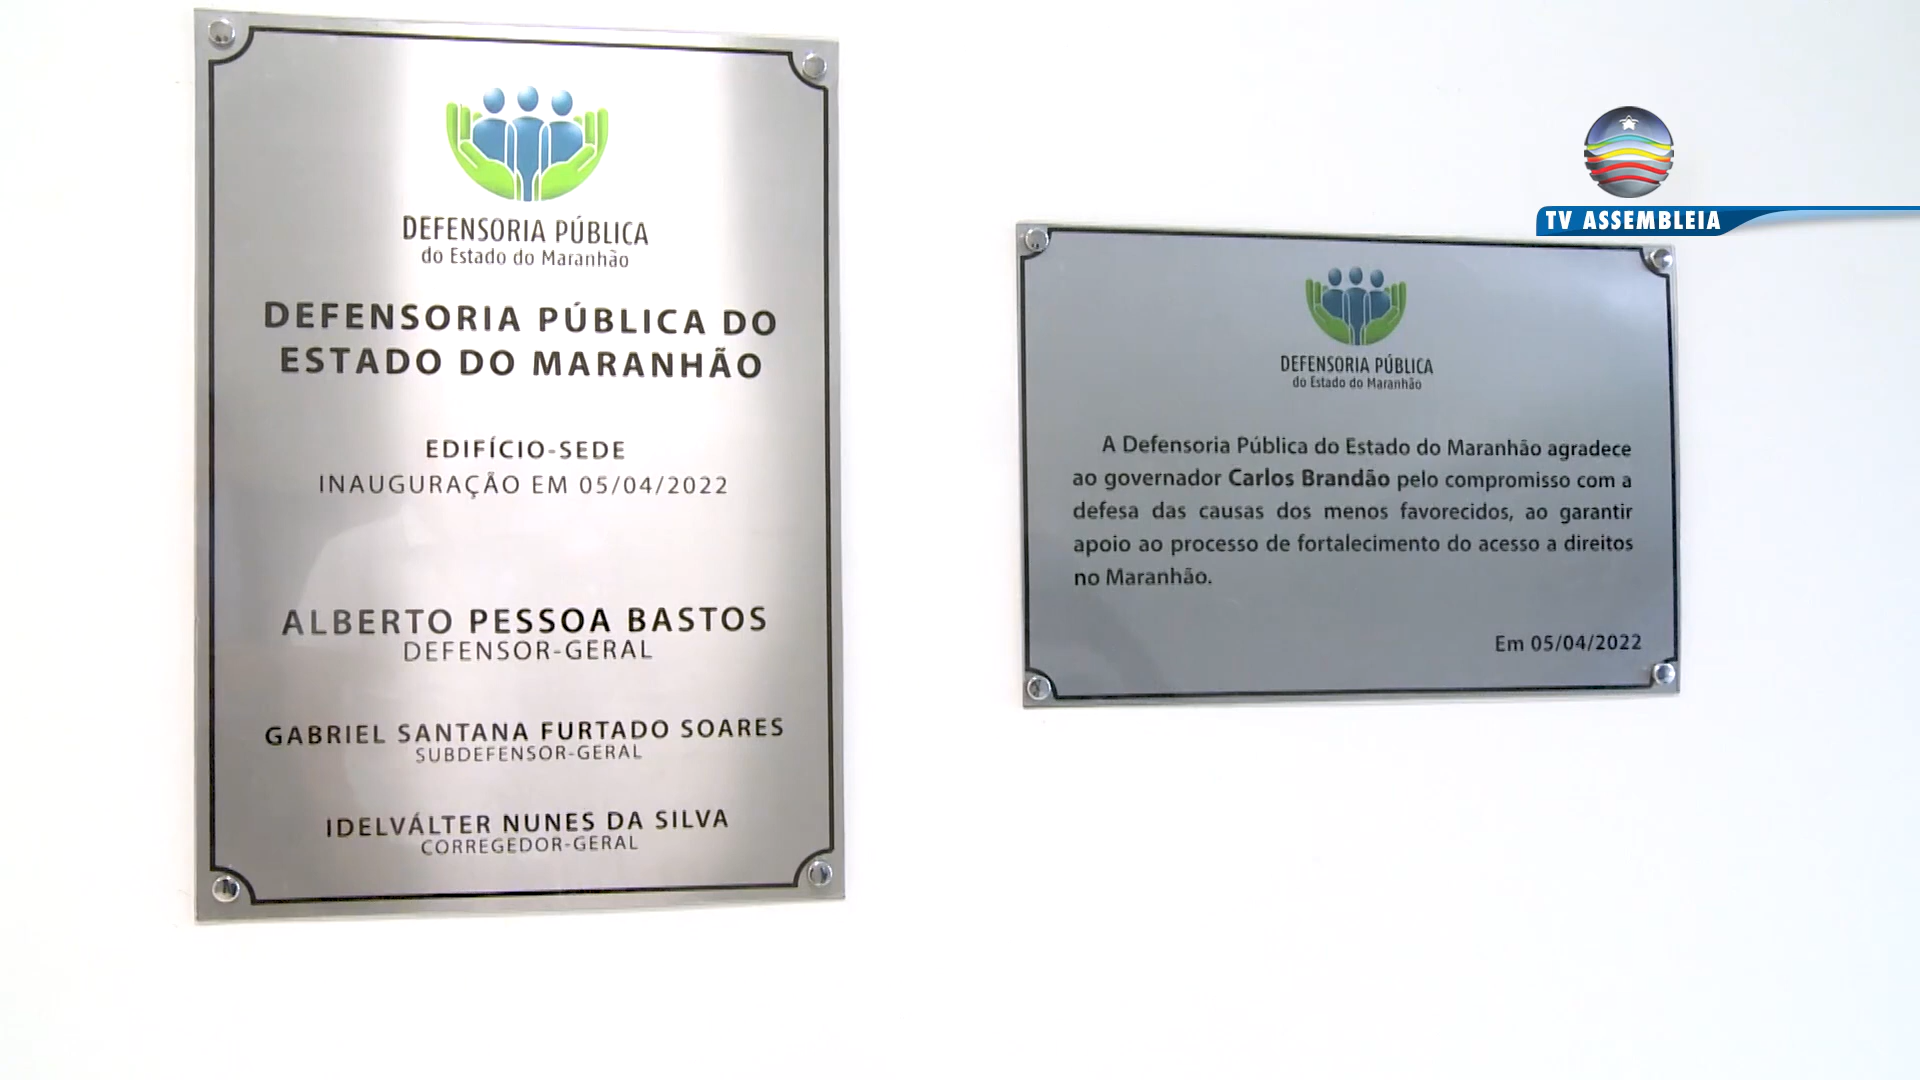 DEFENSORIA PÚBLICA
do Estado do Maranhão
DEFENSORIA PÚBLICA DO
ESTADO DO MARANHÃO
EDIFÍCIO-SEDE
INAUGURAÇÃO EM 05/04/2022
ALBERTO PESSOA BASTOS
DEFENSOR-GERAL
GABRIEL SANTANA FURTADO SOARES
SUBDEFENSOR-GERAL
IDELVÁLTER NUNES DA SILVA
CORREGEDOR-GERAL
TV ASSEMBLEIA
DEFENSORIA PÚBLICA
do Estado do Maranhão
A Defensoria Pública do Estado do Maranhão agradece
ao governador Carlos Brandão pelo compromisso com a
defesa das causas dos menos favorecidos, ao garantir
apoio ao processo de fortalecimento do acesso a direitos
no Maranhão.
Em 05/04/2022